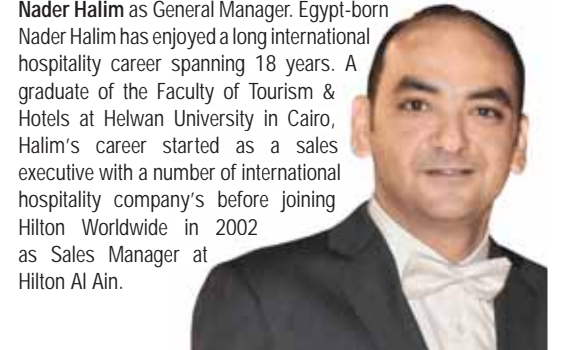 Nader Halim as General Manager. Egypt-born
Nader Halim has enjoyed a long international
hospitality career spanning 18 years. A
graduate of the Faculty of Tourism &
Hotels at Helwan University in Cairo,
Halim's career started as a sales
executive with a number of international
hospitality company's before joining
Hilton Worldwide in 2002
as Sales Manager at
Hilton Al Ain.